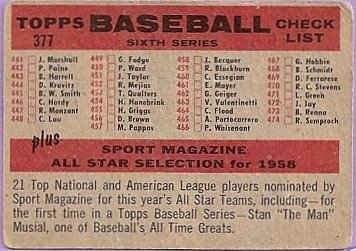 TOPPS BASEBALL CHECK
377 SIXTH SERIES LIST
441 J. Marshall 449 G. Fodge 458 J. Becquer 467 G. Hobbie
442 P. Paine 450 P. Ward 459 R. Blackburn 468 B. Schmidt
443 B. Harrell 451 J. Taylor 460 C. Essegian 469 D. Ferrarese
444 D. Kravitz 452 R. Mejias 461 E. Mayer 470 R. C. Stevens
445 B. W. Smith 453 T. Qualters 462 G. Geiger 471 L. Green
446 C. Hardy 454 H. Hanebrink 463 V. Valentinetti 472 J. Jay
447 R. Monzant 455 H. Griggs 464 C. Flood 473 B. Renna
448 C. Lau 456 D. Brown 465 A. Portocarrero 474 R. Semproch
457 M. Pappas 466 P. Whisenant
plus
SPORT MAGAZINE
ALL STAR SELECTION for 1958
21 Top National and American League players nominated by
Sport Magazine for this year's All Star Teams, including—for
the first time in a Topps Baseball Series—Stan "The Man"
Musial, one of Baseball's All Time Greats.